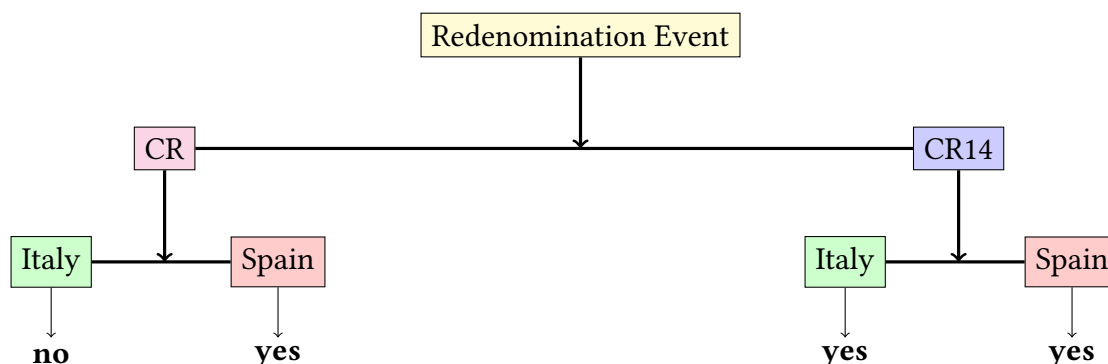 Redenomination Event
CR
CR14
Italy
Spain
Italy
Spain
no
yes
yes
yes